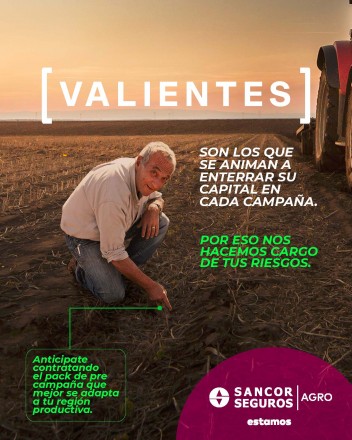 [VALIENTES]
SON LOS QUE
SE ANIMAN A
ENTERRAR SU
CAPITAL EN
CADA CAMPAÑA.
POR ESO NOS
HACEMOS CARGO
DE TUS RIESGOS.
Anticipate
contratando
el pack de pre
campaña que
mejor se adapta
a tu región
productiva.
SANCOR
SEGUROS | AGRO
estamos